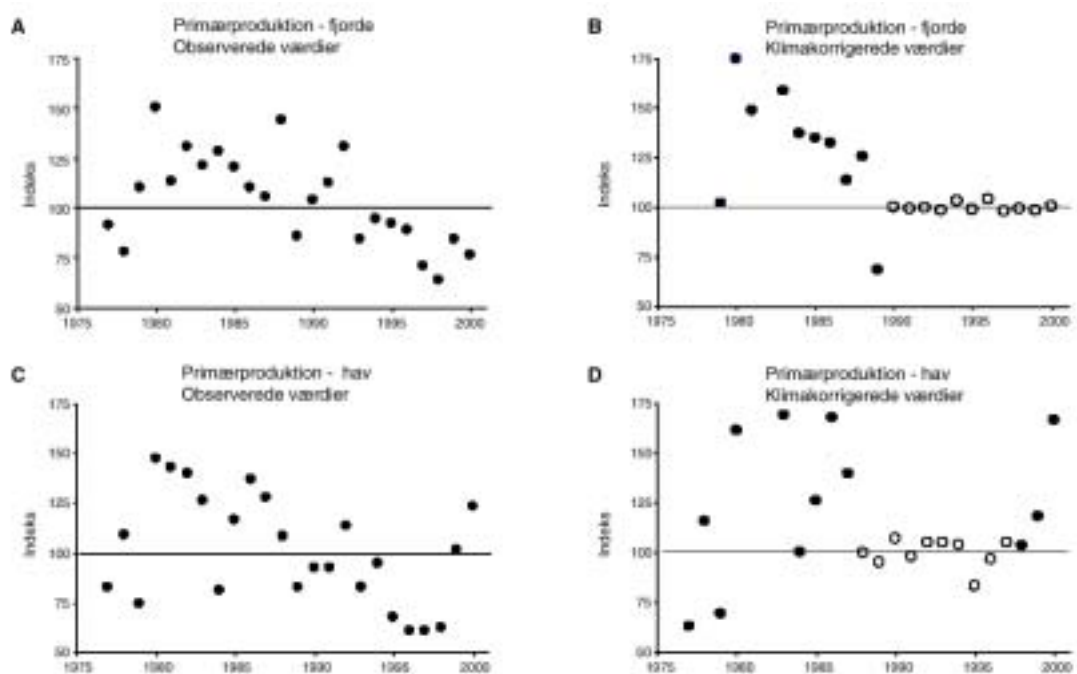 A
Primærproduktion - fjorde
Observerede værdier
175
150
125
100
75
50
Indeks
1975 1980 1985 1990 1995 2000
B
Primærproduktion - fjorde
Klimakorrigerede værdier
175
150
125
100
75
50
Indeks
1975 1980 1985 1990 1995 2000
C
Primærproduktion - hav
Observerede værdier
175
150
125
100
75
50
Indeks
1975 1980 1985 1990 1995 2000
D
Primærproduktion - hav
Klimakorrigerede værdier
175
150
125
100
75
50
Indeks
1975 1980 1985 1990 1995 2000